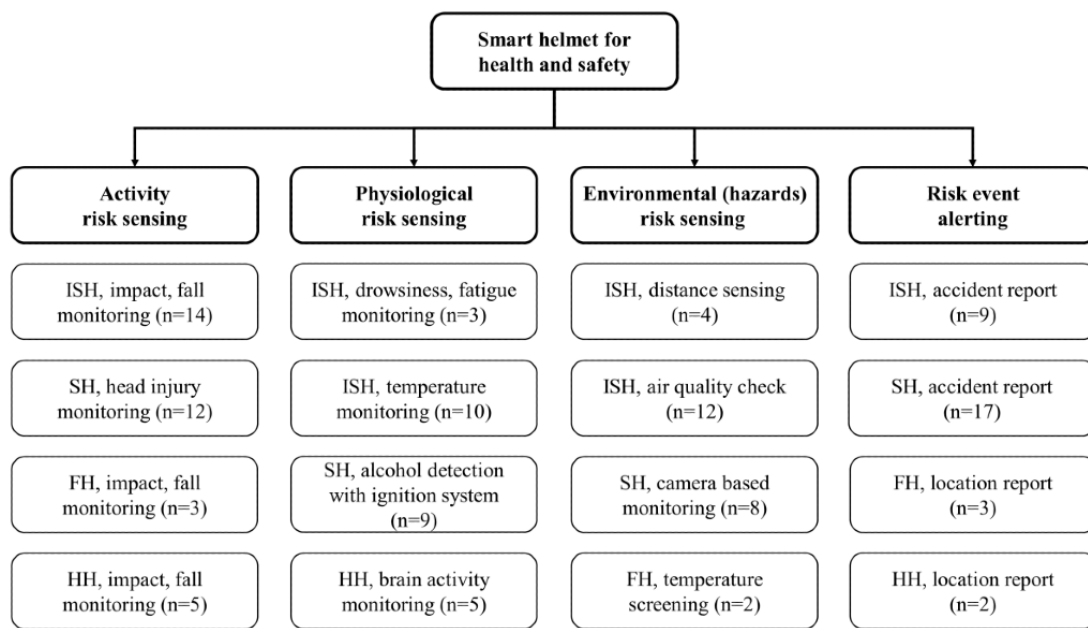 Smart helmet for
health and safety
Activity
risk sensing
Physiological
risk sensing
Environmental (hazards)
risk sensing
Risk event
alerting
ISH, impact, fall
monitoring (n=14)
ISH, drowsiness, fatigue
monitoring (n=3)
ISH, distance sensing
(n=4)
ISH, accident report
(n=9)
SH, head injury
monitoring (n=12)
ISH, temperature
monitoring (n=10)
ISH, air quality check
(n=12)
SH, accident report
(n=17)
FH, impact, fall
monitoring (n=3)
SH, alcohol detection
with ignition system
(n=9)
SH, camera based
monitoring (n=8)
FH, location report
(n=3)
HH, impact, fall
monitoring (n=5)
HH, brain activity
monitoring (n=5)
FH, temperature
screening (n=2)
HH, location report
(n=2)